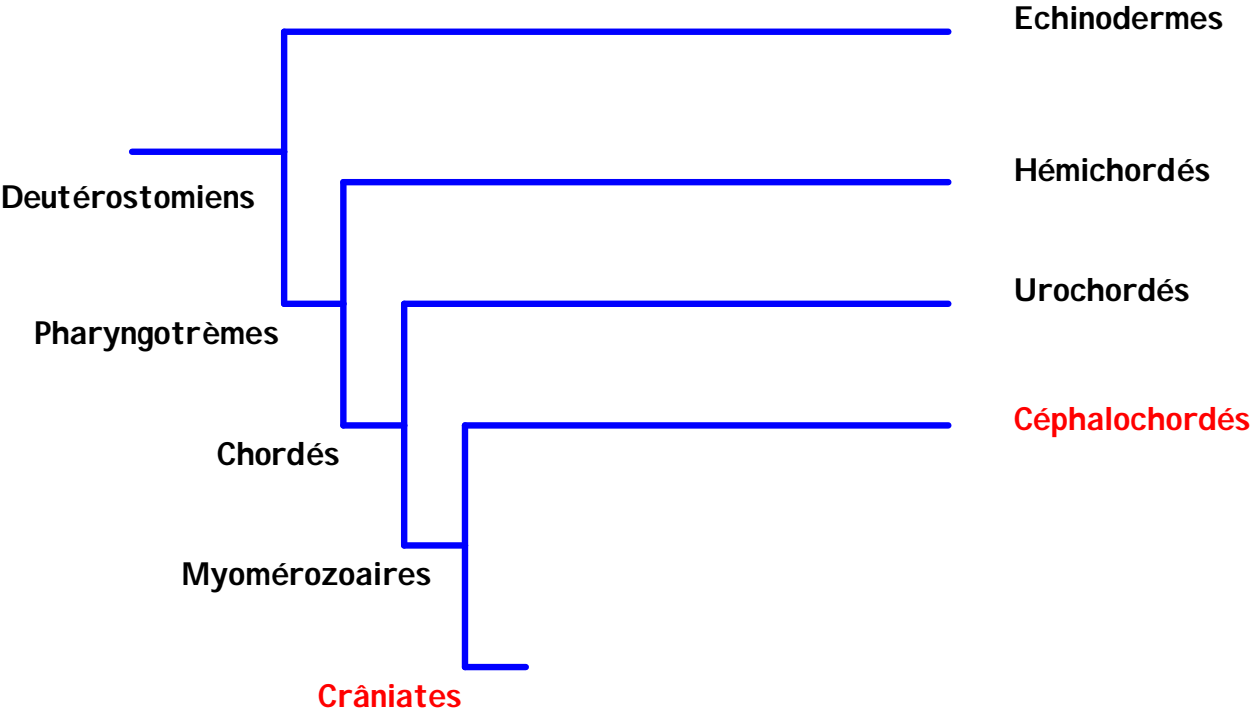 Echinodermes
Hémichordés
Deutérostomiens
Urochordés
Pharyngotrèmes
Céphalochordés
Chordés
Myomérozoaires
Crâniates